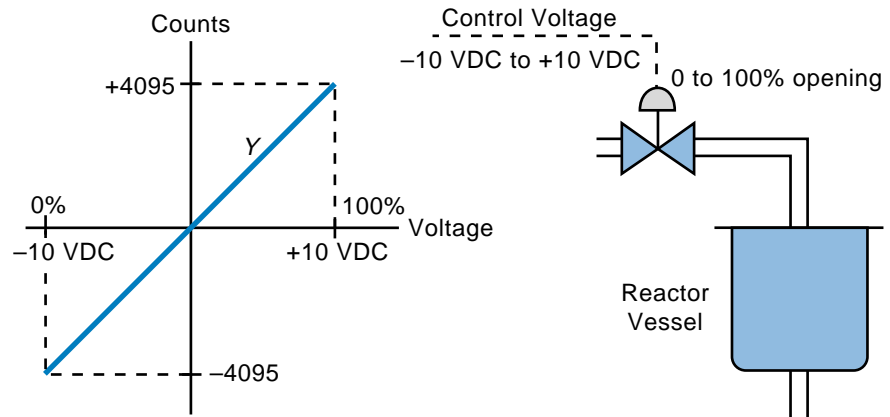 Counts
+4095
Y
0%
100%
Voltage
–10 VDC
+10 VDC
–4095
Control Voltage
–10 VDC to +10 VDC
0 to 100% opening
Reactor
Vessel